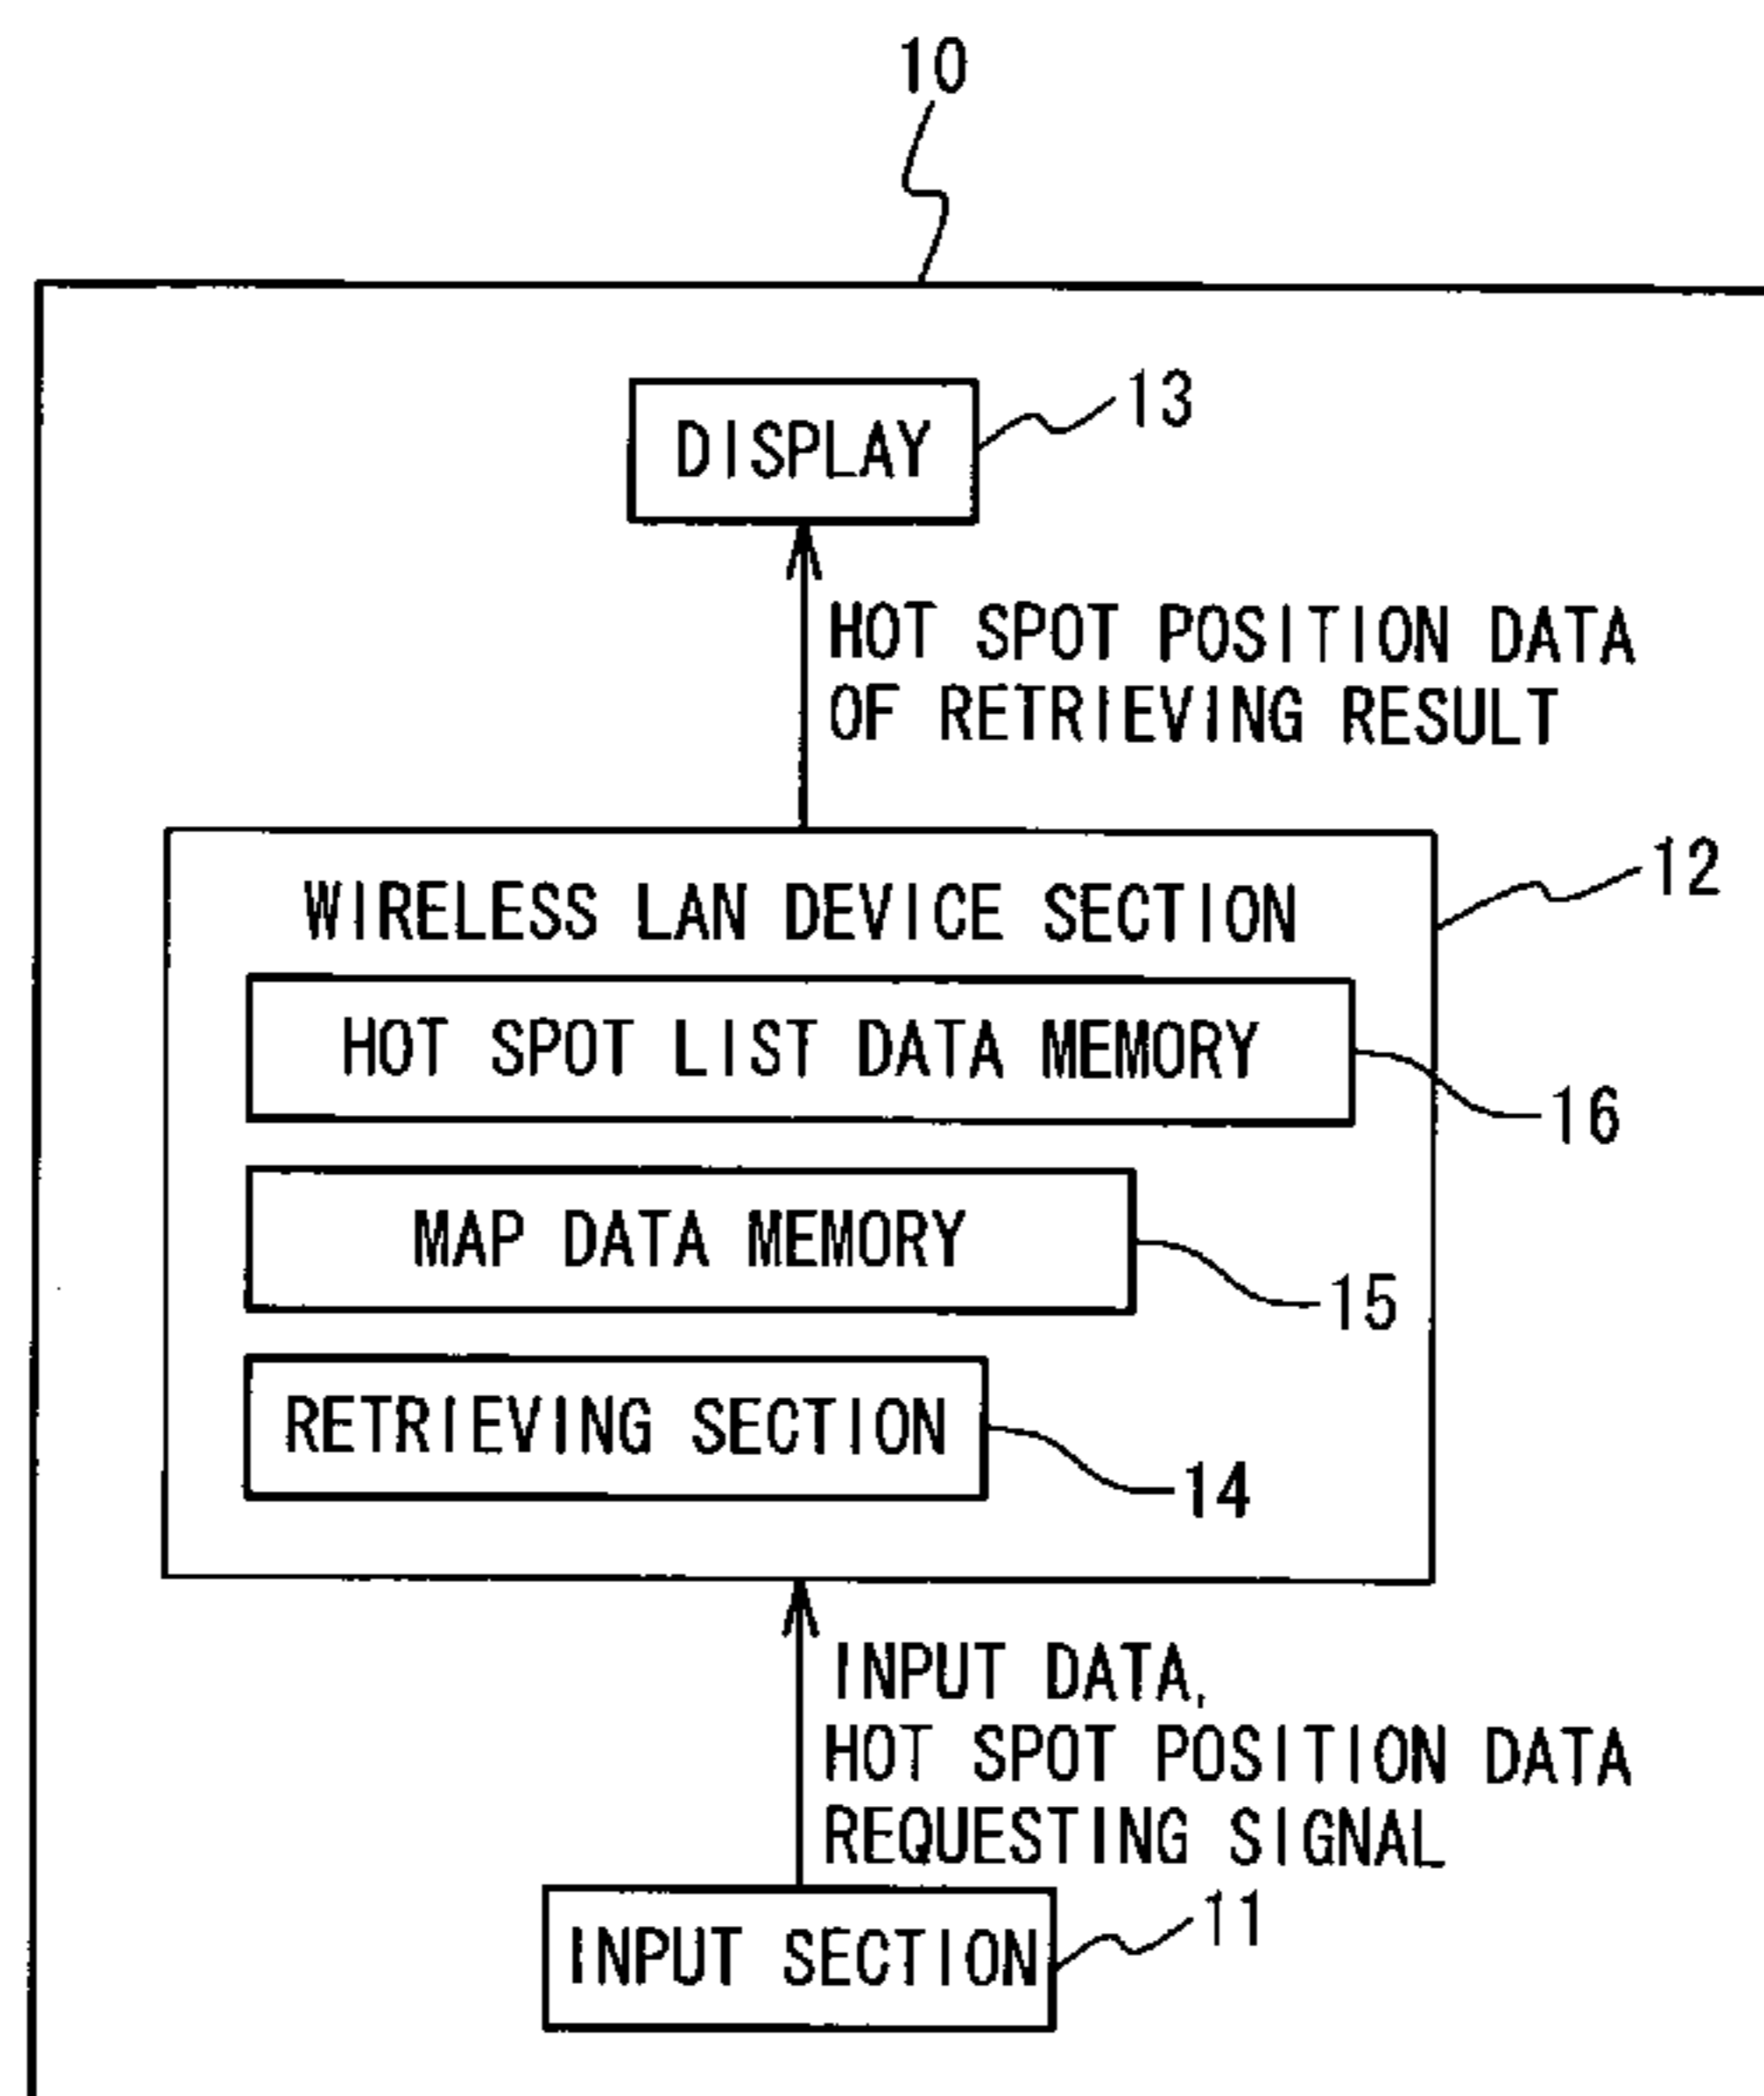 10
DISPLAY
13
HOT SPOT POSITION DATA
OF RETRIEVING RESULT
12
WIRELESS LAN DEVICE SECTION
HOT SPOT LIST DATA MEMORY
16
MAP DATA MEMORY
15
RETRIEVING SECTION
14
INPUT DATA,
HOT SPOT POSITION DATA
REQUESTING SIGNAL
11
INPUT SECTION